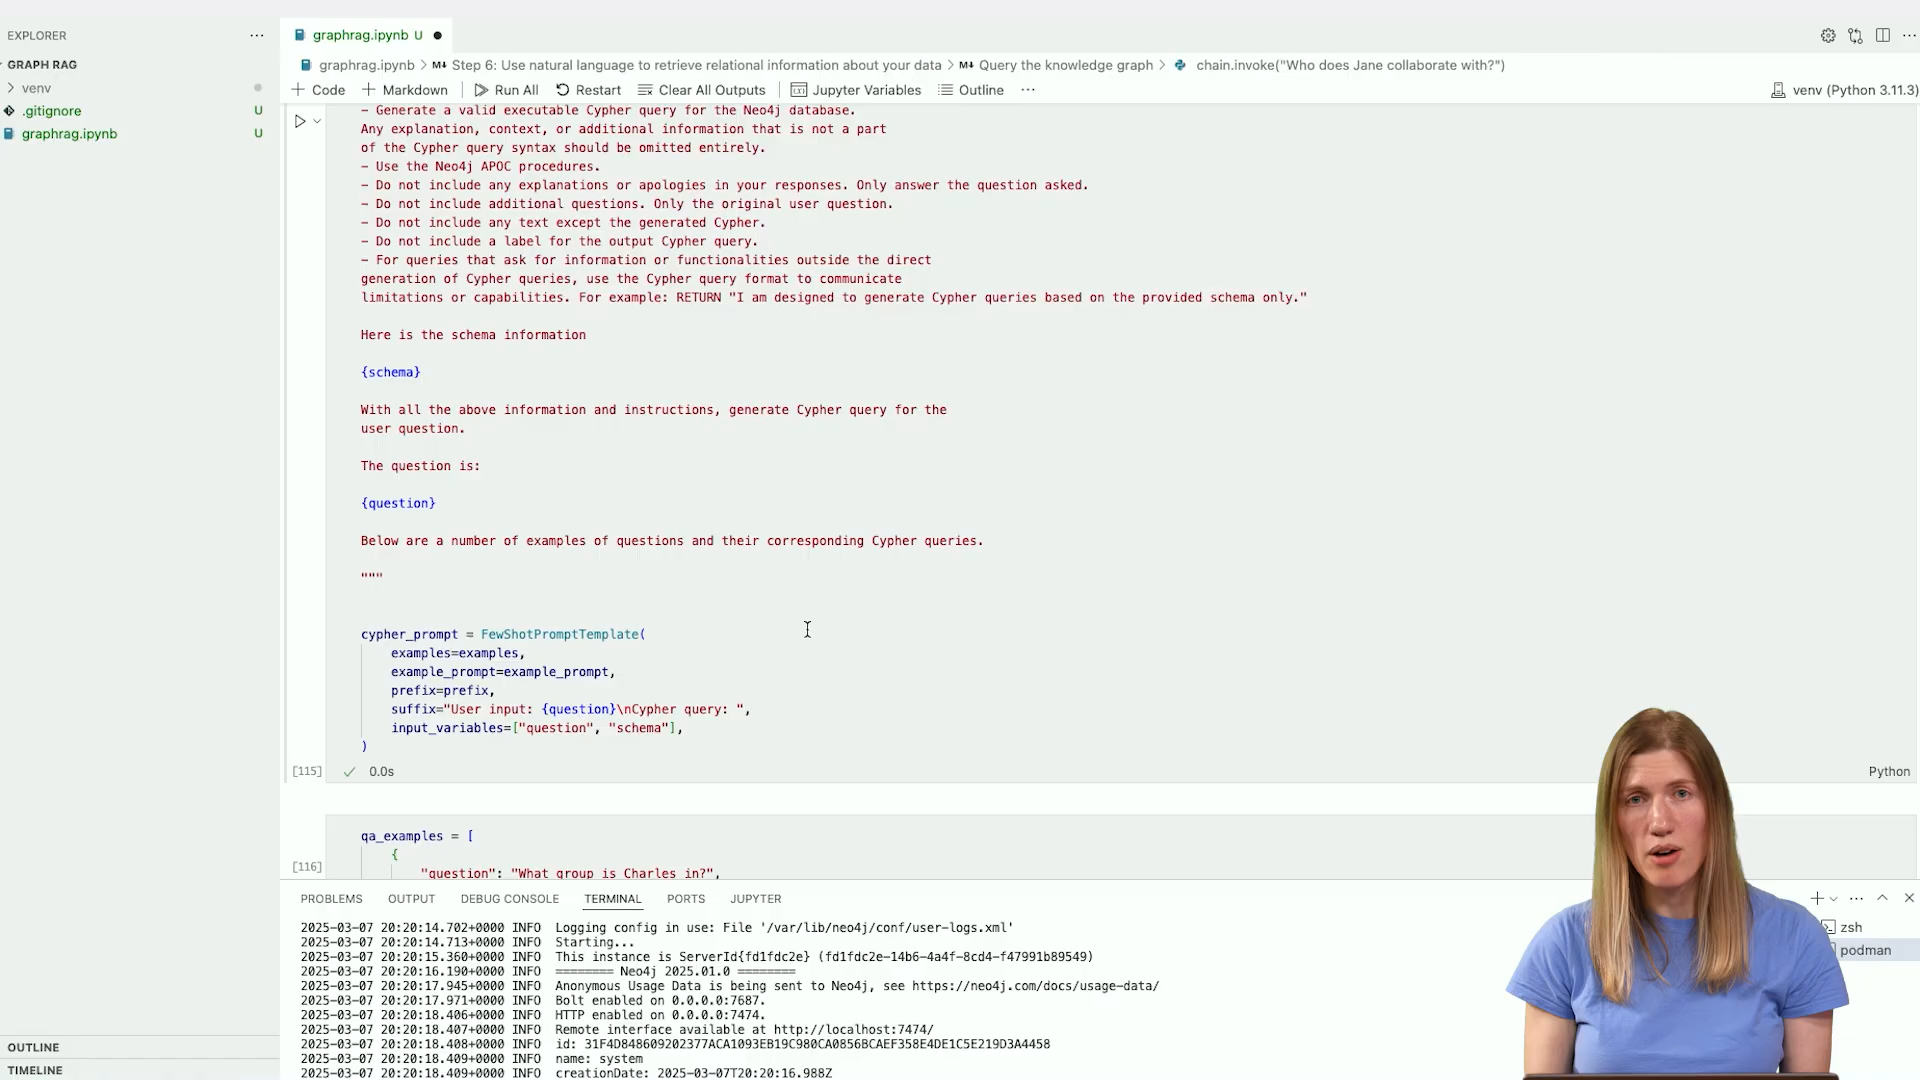 EXPLORER
GRAPH RAG
venv
.gitignore U
graphrag.ipynb U
OUTLINE
TIMELINE
graphrag.ipynb U
graphrag.ipynb > M↓ Step 6: Use natural language to retrieve relational information about your data > M↓ Query the knowledge graph > chain.invoke("Who does Jane collaborate with?")
+ Code + Markdown Run All Restart Clear All Outputs Jupyter Variables Outline ···
venv (Python 3.11.3)
- Generate a valid executable Cypher query for the Neo4j database.
Any explanation, context, or additional information that is not a part
of the Cypher query syntax should be omitted entirely.
- Use the Neo4j APOC procedures.
- Do not include any explanations or apologies in your responses. Only answer the question asked.
- Do not include additional questions. Only the original user question.
- Do not include any text except the generated Cypher.
- Do not include a label for the output Cypher query.
- For queries that ask for information or functionalities outside the direct
generation of Cypher queries, use the Cypher query format to communicate
limitations or capabilities. For example: RETURN "I am designed to generate Cypher queries based on the provided schema only."
Here is the schema information
{schema}
With all the above information and instructions, generate Cypher query for the
user question.
The question is:
{question}
Below are a number of examples of questions and their corresponding Cypher queries.
"""
cypher_prompt = FewShotPromptTemplate(
examples=examples,
example_prompt=example_prompt,
prefix=prefix,
suffix="User input: {question}\nCypher query: ",
input_variables=["question", "schema"],
)
[115] ✓ 0.0s
Python
qa_examples = [
{
[116]
"question": "What group is Charles in?",
PROBLEMS OUTPUT DEBUG CONSOLE TERMINAL PORTS JUPYTER
zsh
podman
2025-03-07 20:20:14.702+0000 INFO Logging config in use: File '/var/lib/neo4j/conf/user-logs.xml'
2025-03-07 20:20:14.713+0000 INFO Starting...
2025-03-07 20:20:15.360+0000 INFO This instance is ServerId{fd1fdc2e} (fd1fdc2e-14b6-4a4f-8cd4-f47991b89549)
2025-03-07 20:20:16.190+0000 INFO ======== Neo4j 2025.01.0 ========
2025-03-07 20:20:17.945+0000 INFO Anonymous Usage Data is being sent to Neo4j, see https://neo4j.com/docs/usage-data/
2025-03-07 20:20:17.971+0000 INFO Bolt enabled on 0.0.0.0:7687.
2025-03-07 20:20:18.406+0000 INFO HTTP enabled on 0.0.0.0:7474.
2025-03-07 20:20:18.407+0000 INFO Remote interface available at http://localhost:7474/
2025-03-07 20:20:18.408+0000 INFO id: 31F4D848609202377ACA1093EB19C980CA0856BCAEF358E4DE1C5E219D3A4458
2025-03-07 20:20:18.409+0000 INFO name: system
2025-03-07 20:20:18.409+0000 INFO creationDate: 2025-03-07T20:20:16.988Z